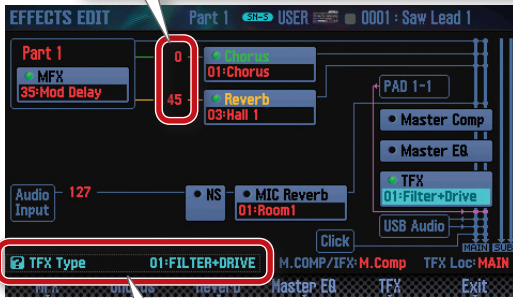 EFFECTS EDIT Part 1 SN-S USER 0001 : Saw Lead 1
Part 1
MFX
35:Mod Delay
0
Chorus
01:Chorus
45
Reverb
03:Hall 1
PAD 1-1
Master Comp
Master EQ
TFX
01:Filter+Drive
Audio
Input
127
NS
MIC Reverb
01:Room1
USB Audio
Click
MAIN SUB
? TFX Type 01:FILTER+DRIVE M.COMP/IFX:M.Comp TFX Loc:MAIN
MFX Chorus Reverb Master EQ TFX Exit